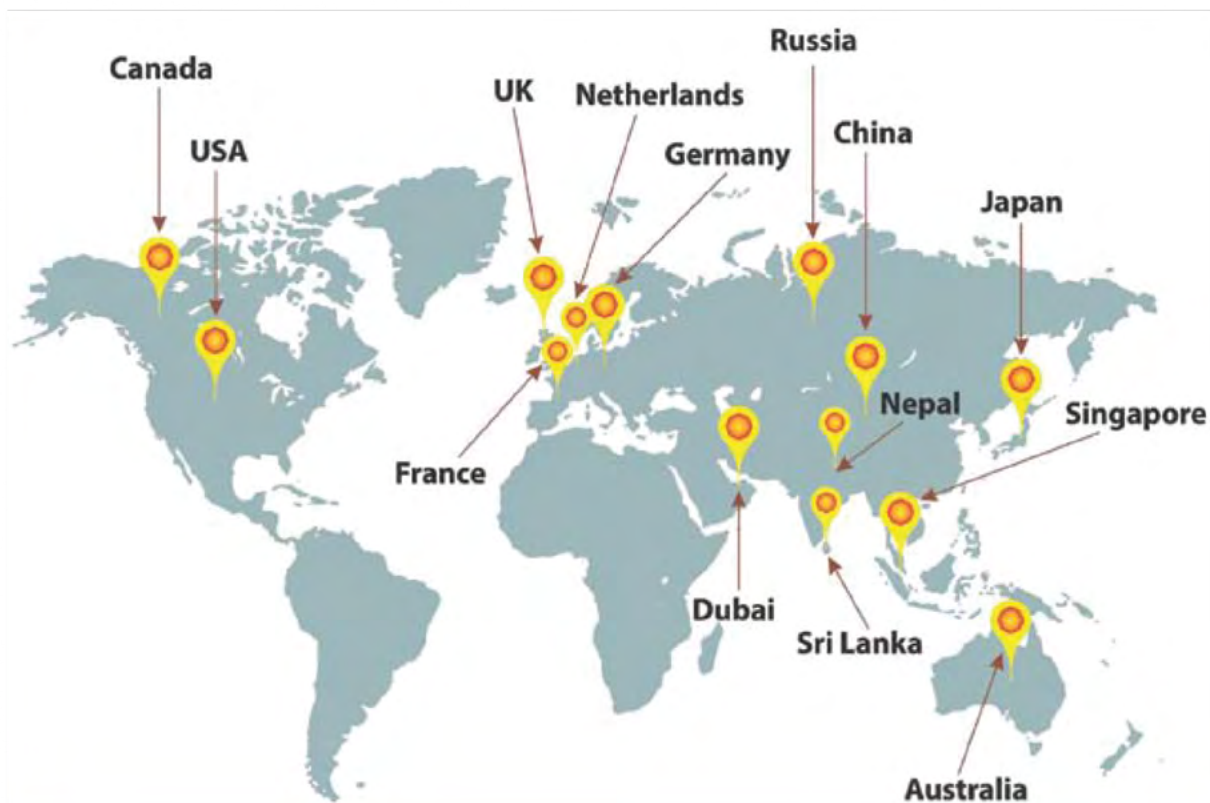 Russia
Canada
UK
Netherlands
China
USA
Germany
Japan
Nepal
Singapore
France
Dubai
Sri Lanka
Australia